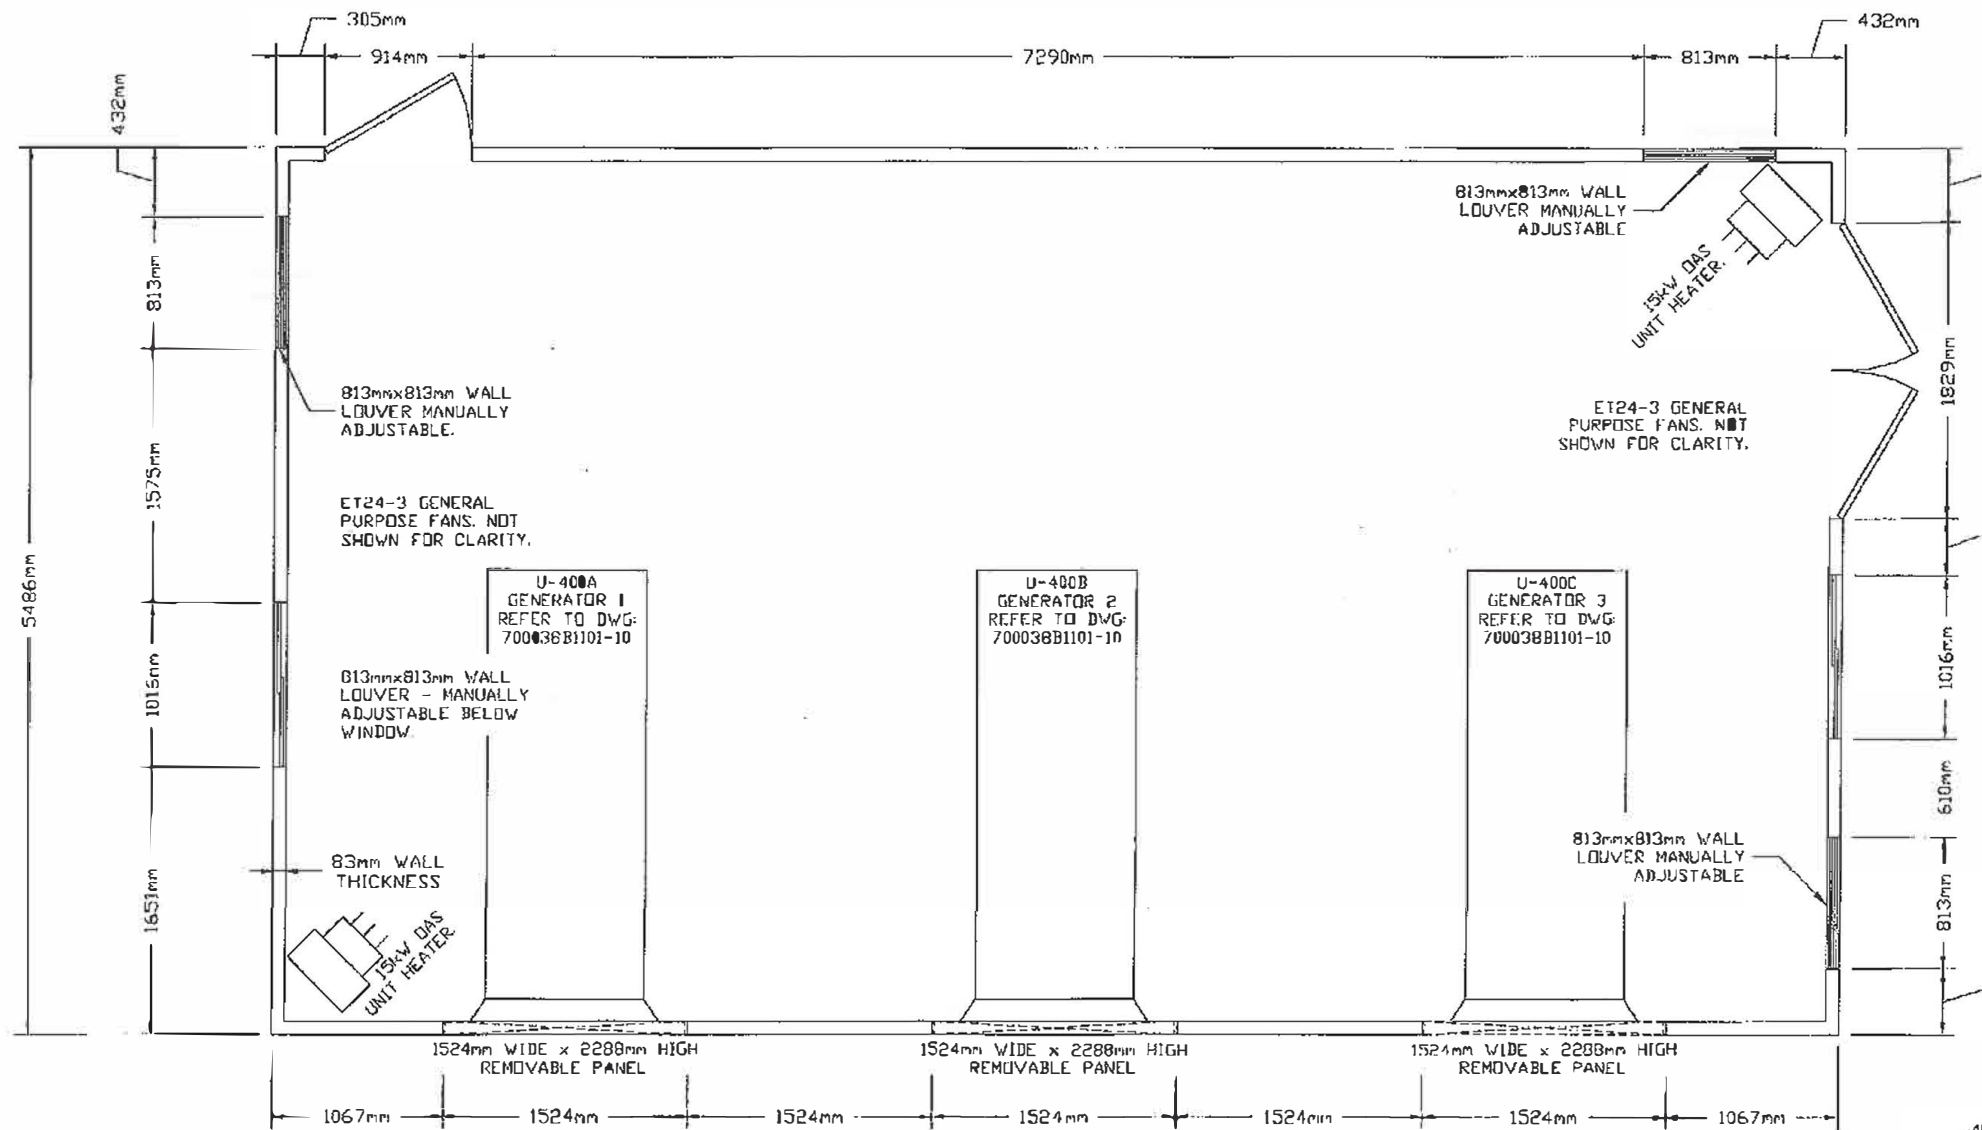 305mm
432mm
914mm
7290mm
813mm
432mm
813mmx813mm WALL
LOUVER MANUALLY
ADJUSTABLE
15kW GAS
UNIT HEATER.
813mm
813mmx813mm WALL
LOUVER MANUALLY
ADJUSTABLE.
1829mm
ET24-3 GENERAL
PURPOSE FANS. NOT
SHOWN FOR CLARITY.
1575mm
ET24-3 GENERAL
PURPOSE FANS. NOT
SHOWN FOR CLARITY.
5486mm
U-400A
GENERATOR 1
REFER TO DWG:
700038B1101-10
U-400B
GENERATOR 2
REFER TO DWG:
700038B1101-10
U-400C
GENERATOR 3
REFER TO DWG:
700038B1101-10
1016mm
813mmx813mm WALL
LOUVER - MANUALLY
ADJUSTABLE BELOW
WINDOW.
1016mm
610mm
813mmx813mm WALL
LOUVER MANUALLY
ADJUSTABLE
83mm WALL
THICKNESS
1651mm
813mm
15kW GAS
UNIT HEATER.
1524mm WIDE x 2288mm HIGH
REMOVABLE PANEL
1524mm WIDE x 2288mm HIGH
REMOVABLE PANEL
1524mm WIDE x 2288mm HIGH
REMOVABLE PANEL
1067mm
1524mm
1524mm
1524mm
1524mm
1524mm
1067mm